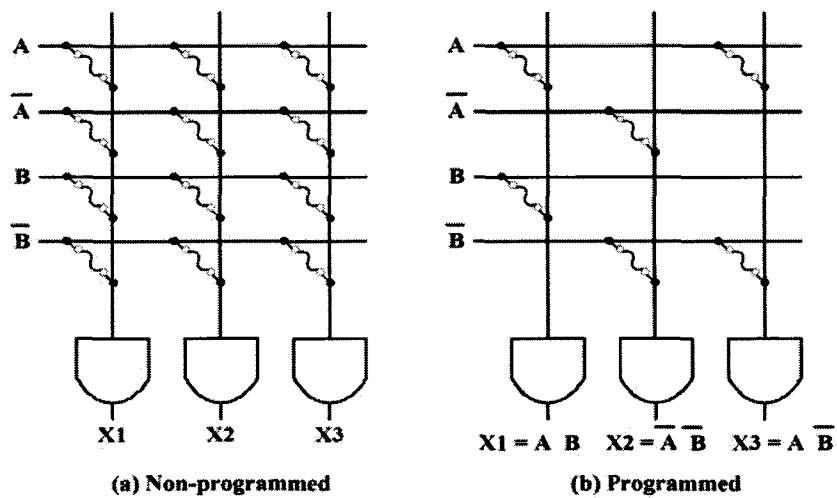 A
A̅
B
B̅
X1 X2 X3
(a) Non-programmed
A
A̅
B
B̅
X1 = A B X2 = A̅ B̅ X3 = A B̅
(b) Programmed